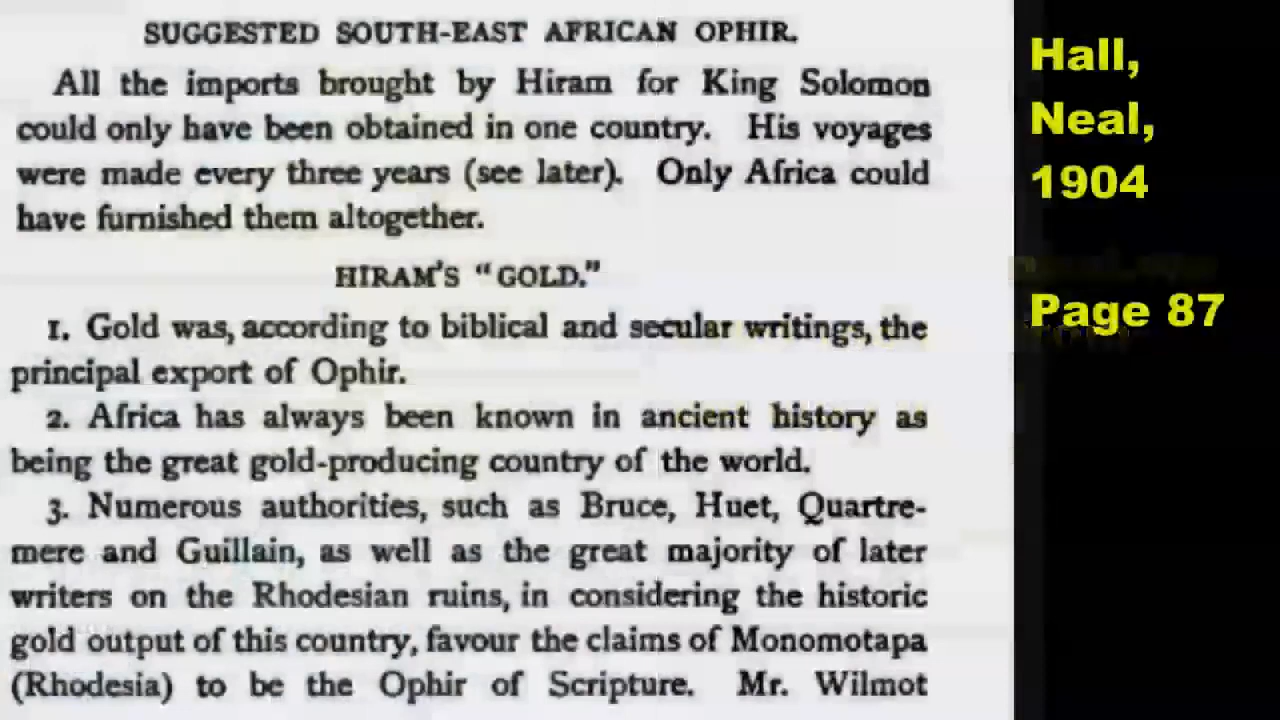 SUGGESTED SOUTH-EAST AFRICAN OPHIR.
All the imports brought by Hiram for King Solomon
could only have been obtained in one country. His voyages
were made every three years (see later). Only Africa could
have furnished them altogether.
HIRAM'S "GOLD."
1. Gold was, according to biblical and secular writings, the
principal export of Ophir.
2. Africa has always been known in ancient history as
being the great gold-producing country of the world.
3. Numerous authorities, such as Bruce, Huet, Quartre-
mere and Guillain, as well as the great majority of later
writers on the Rhodesian ruins, in considering the historic
gold output of this country, favour the claims of Monomotapa
(Rhodesia) to be the Ophir of Scripture. Mr. Wilmot
Hall,
Neal,
1904
Page 87